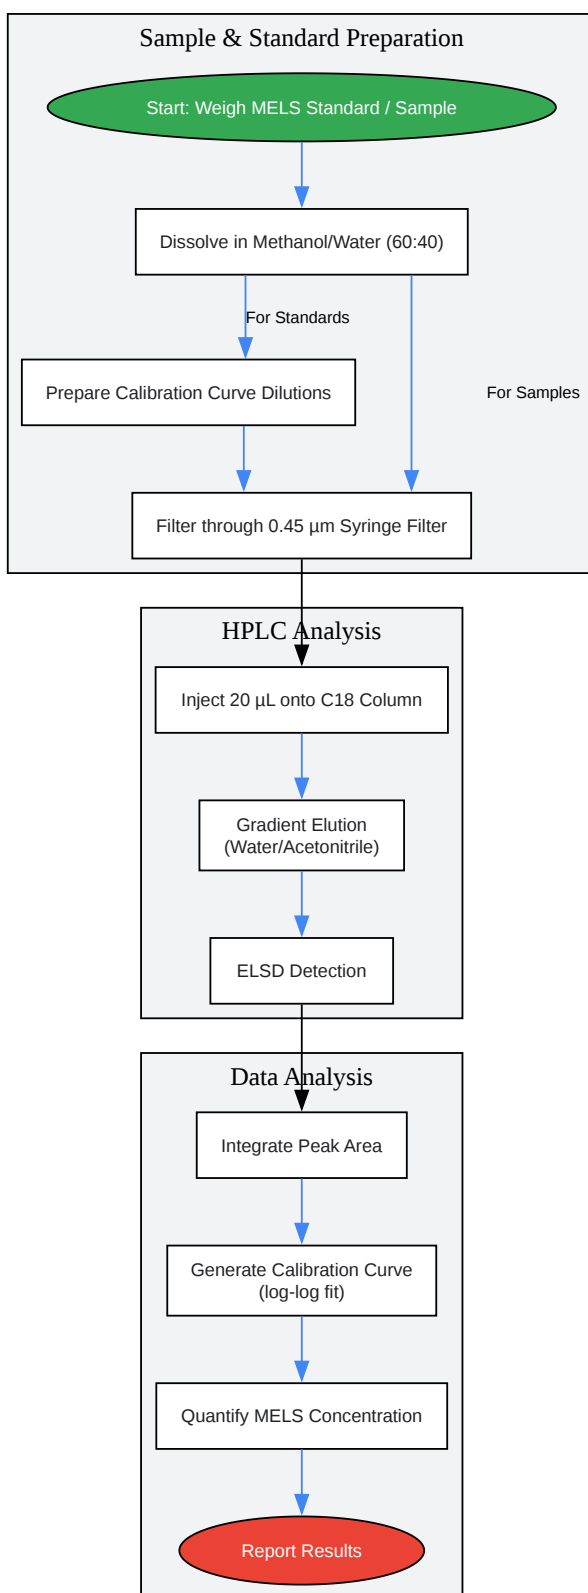 Sample & Standard Preparation
Start: Weigh MELS Standard / Sample
Dissolve in Methanol/Water (60:40)
For Standards
Prepare Calibration Curve Dilutions
For Samples
Filter through 0.45 µm Syringe Filter
HPLC Analysis
Inject 20 µL onto C18 Column
Gradient Elution
(Water/Acetonitrile)
ELSD Detection
Data Analysis
Integrate Peak Area
Generate Calibration Curve
(log-log fit)
Quantify MELS Concentration
Report Results